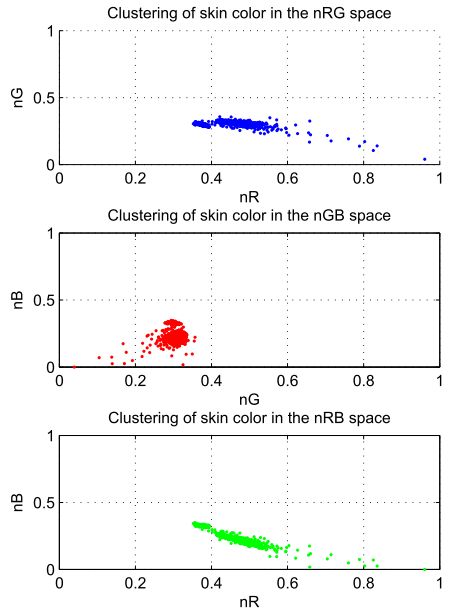 Clustering of skin color in the nRG space
1
0.5
0
nG
0 0.2 0.4 0.6 0.8 1
nR
Clustering of skin color in the nGB space
1
0.5
0
nB
0 0.2 0.4 0.6 0.8 1
nG
Clustering of skin color in the nRB space
1
0.5
0
nB
0 0.2 0.4 0.6 0.8 1
nR